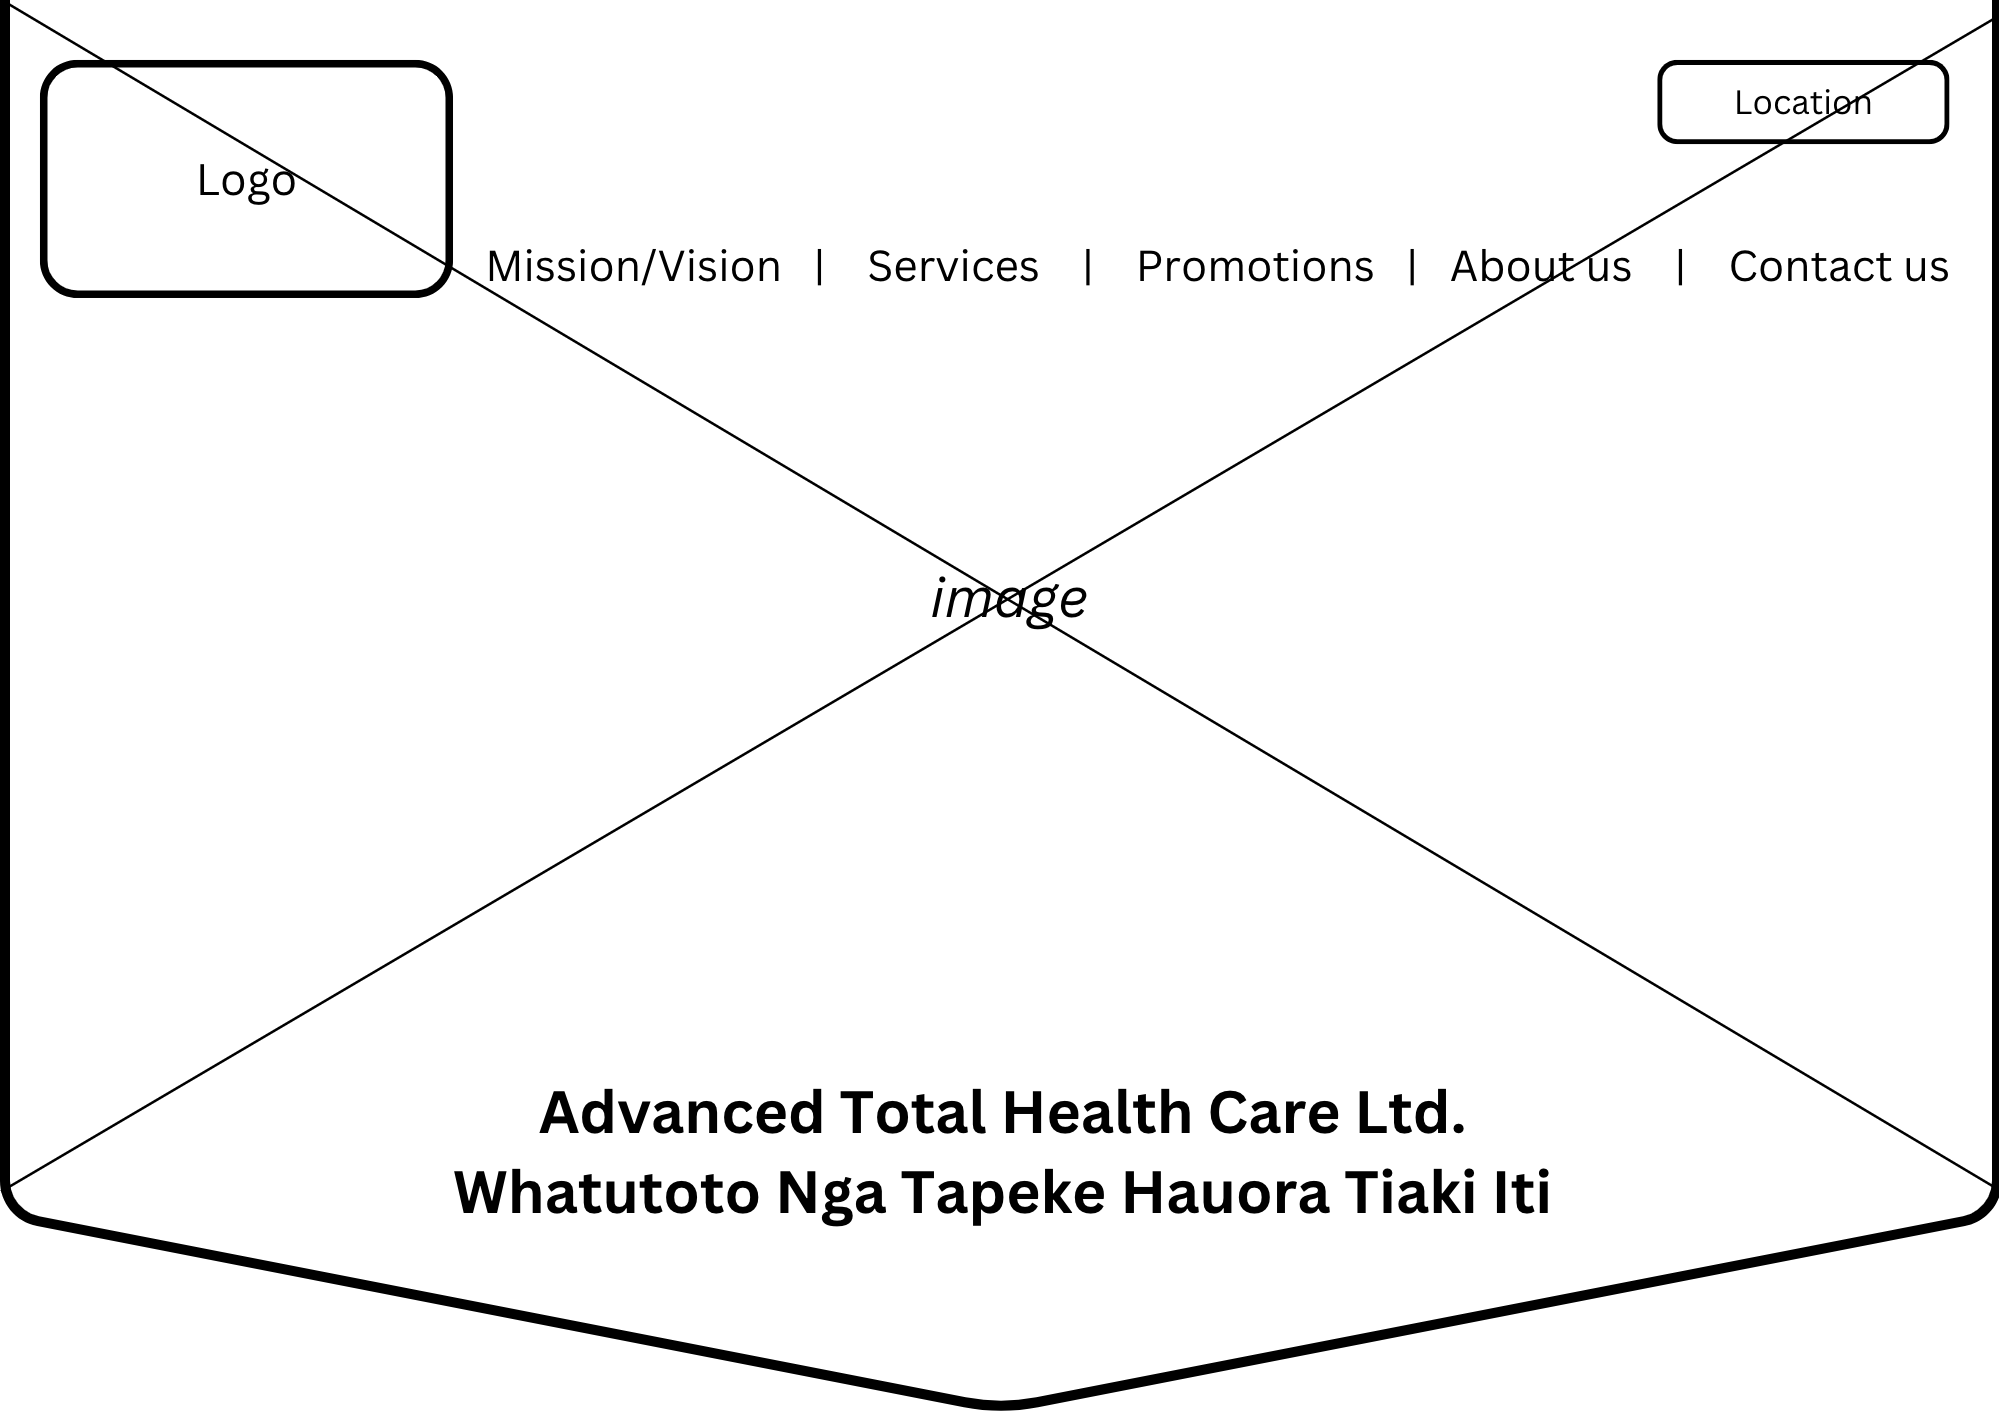 Location
Logo
Mission/Vision | Services | Promotions | About us | Contact us
image
Advanced Total Health Care Ltd.
Whatutoto Nga Tapeke Hauora Tiaki Iti